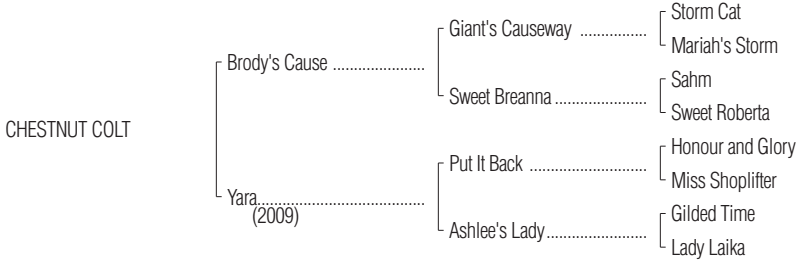 Storm Cat
Giant's Causeway ................
Mariah's Storm
Brody's Cause ......................
Sahm
Sweet Breanna ......................
Sweet Roberta
CHESTNUT COLT
Honour and Glory
Put It Back ............................
Miss Shoplifter
Yara........................................
(2009)
Gilded Time
Ashlee's Lady........................
Lady Laika